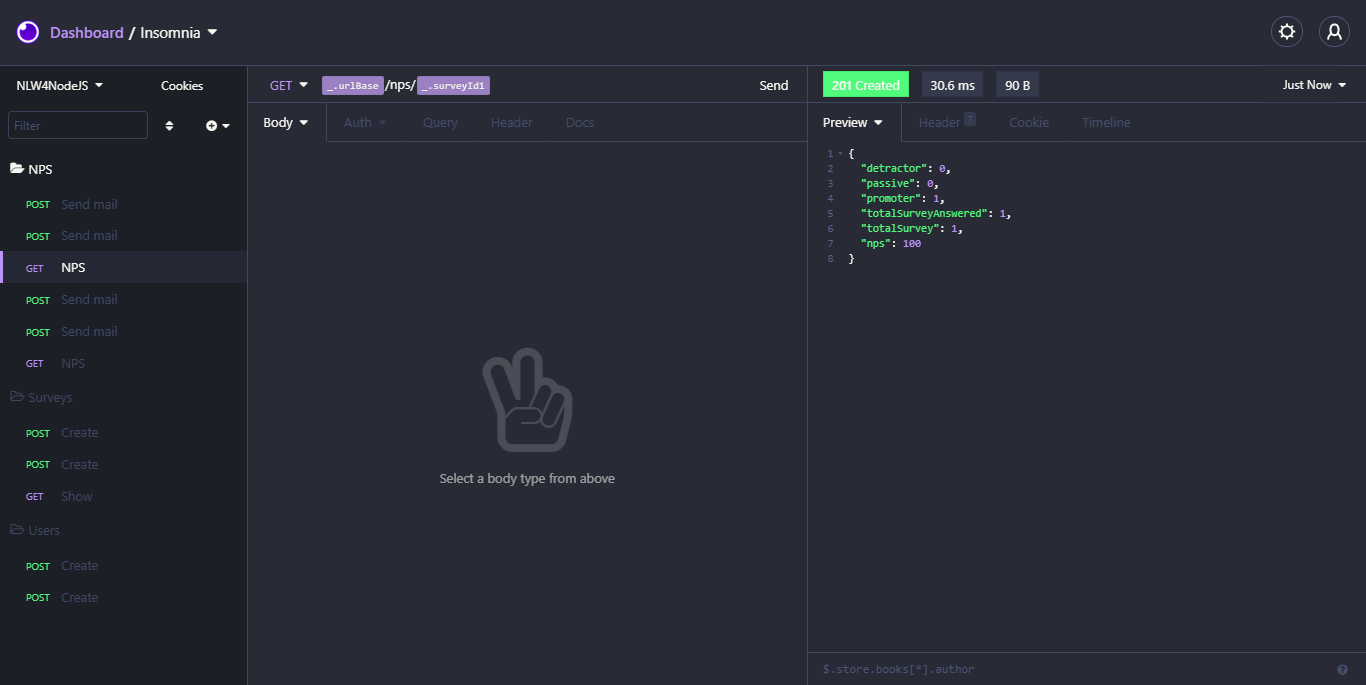 Dashboard / Insomnia
NLW4NodeJS Cookies
Filter
NPS
POST Send mail
POST Send mail
GET NPS
POST Send mail
POST Send mail
GET NPS
Surveys
POST Create
POST Create
GET Show
Users
POST Create
POST Create
GET _.urlBase /nps/ _.surveyId1 Send
Body Auth Query Header Docs
Select a body type from above
201 Created 30.6 ms 90 B Just Now
Preview Header 7 Cookie Timeline
1 {
2 "detractor": 0,
3 "passive": 0,
4 "promoter": 1,
5 "totalSurveyAnswered": 1,
6 "totalSurvey": 1,
7 "nps": 100
8 }
$.store.books[*].author